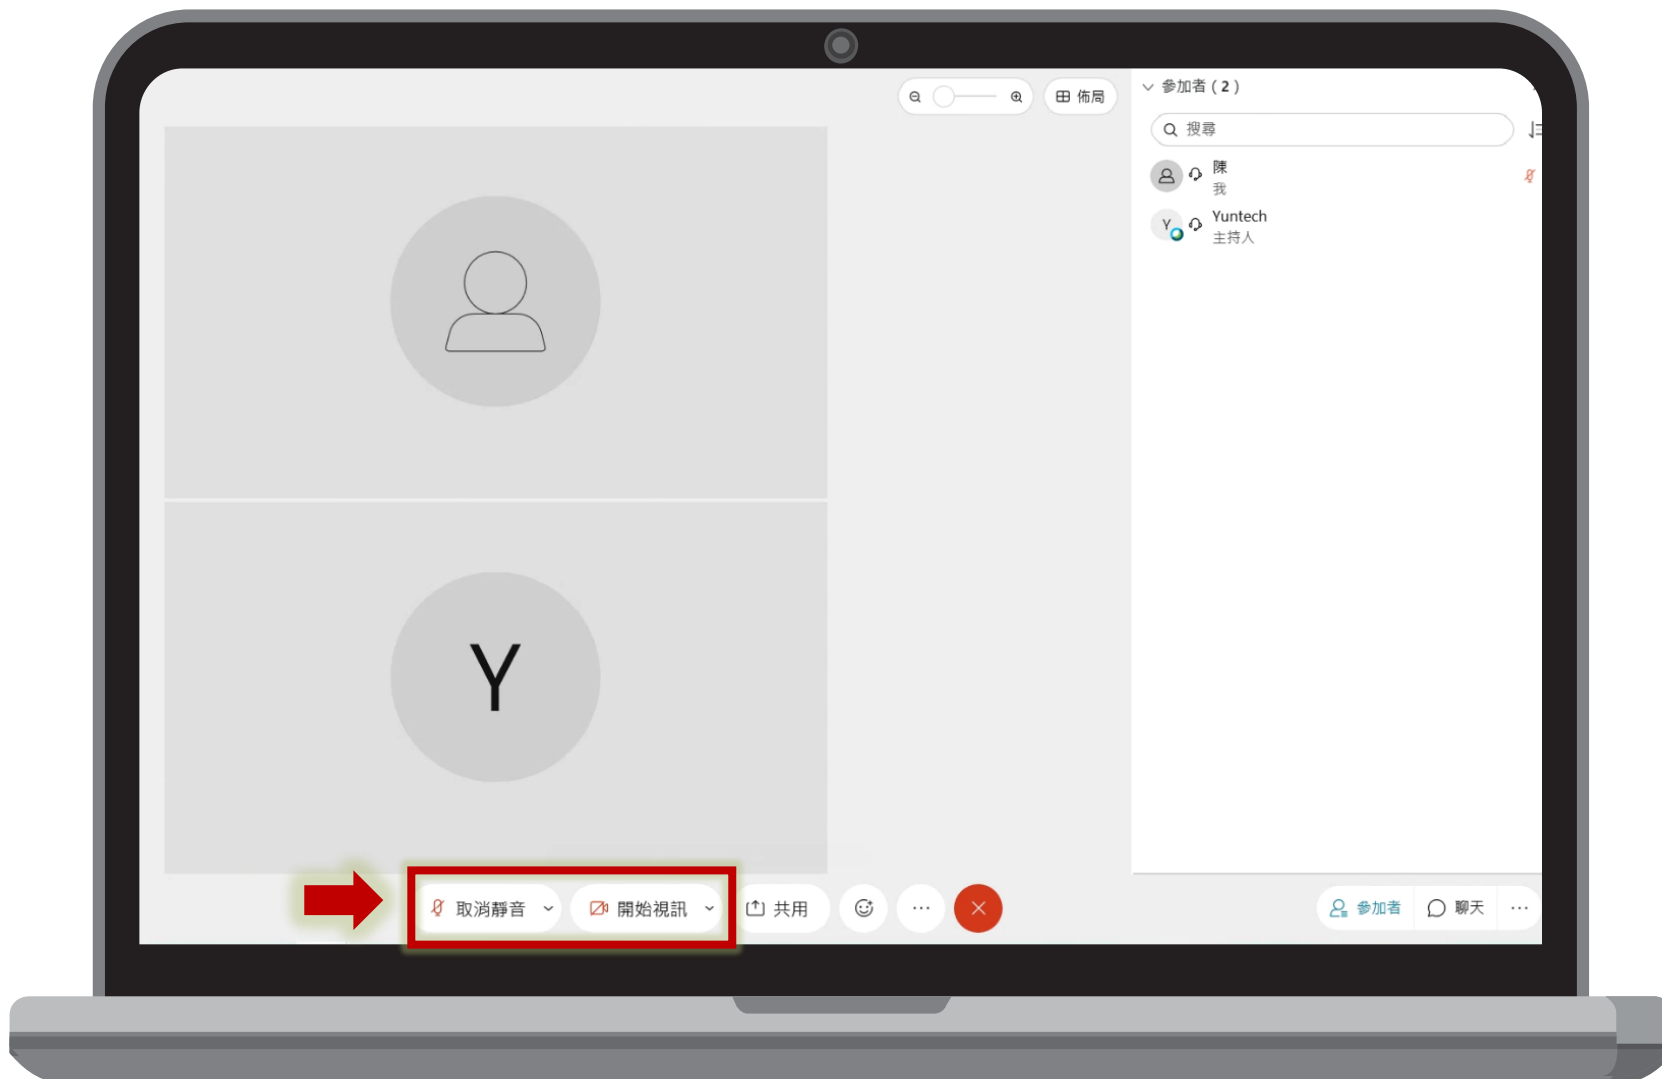 佈局
參加者 (2)
搜尋
陳
我
Y
Yuntech
主持人
Y
取消靜音
開始視訊
共用
參加者
聊天